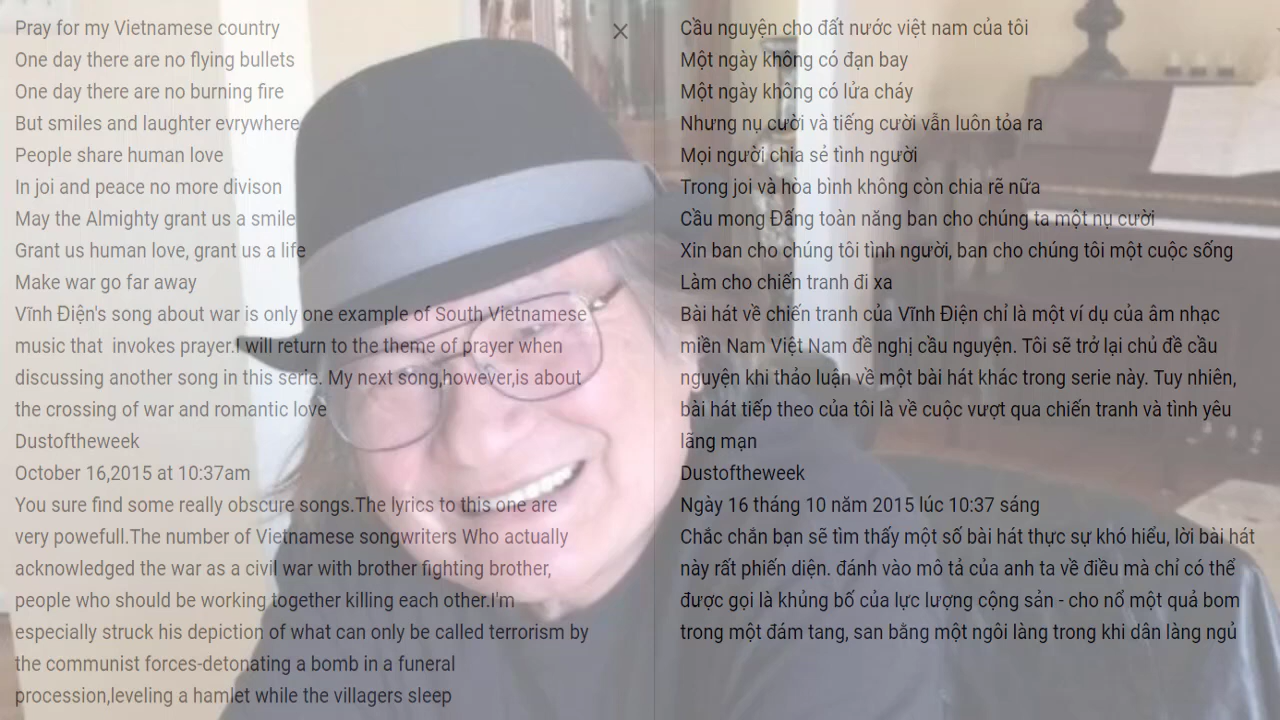 Pray for my Vietnamese country
One day there are no flying bullets
One day there are no burning fire
But smiles and laughter evrywhere
People share human love
In joi and peace no more divison
May the Almighty grant us a smile
Grant us human love, grant us a life
Make war go far away
Vĩnh Điện's song about war is only one example of South Vietnamese
music that invokes prayer.I will return to the theme of prayer when
discussing another song in this serie. My next song,however,is about
the crossing of war and romantic love
Dustoftheweek
October 16,2015 at 10:37am
You sure find some really obscure songs.The lyrics to this one are
very powefull.The number of Vietnamese songwriters Who actually
acknowledged the war as a civil war with brother fighting brother,
people who should be working together killing each other.I'm
especially struck his depiction of what can only be called terrorism by
the communist forces-detonating a bomb in a funeral
procession,leveling a hamlet while the villagers sleep
Cầu nguyện cho đất nước việt nam của tôi
Một ngày không có đạn bay
Một ngày không có lửa cháy
Nhưng nụ cười và tiếng cười vẫn luôn tỏa ra
Mọi người chia sẻ tình người
Trong joi và hòa bình không còn chia rẽ nữa
Cầu mong Đấng toàn năng ban cho chúng ta một nụ cười
Xin ban cho chúng tôi tình người, ban cho chúng tôi một cuộc sống
Làm cho chiến tranh đi xa
Bài hát về chiến tranh của Vĩnh Điện chỉ là một ví dụ của âm nhạc
miền Nam Việt Nam đề nghị cầu nguyện. Tôi sẽ trở lại chủ đề cầu
nguyện khi thảo luận về một bài hát khác trong serie này. Tuy nhiên,
bài hát tiếp theo của tôi là về cuộc vượt qua chiến tranh và tình yêu
lãng mạn
Dustoftheweek
Ngày 16 tháng 10 năm 2015 lúc 10:37 sáng
Chắc chắn bạn sẽ tìm thấy một số bài hát thực sự khó hiểu, lời bài hát
này rất phiến diện. đánh vào mô tả của anh ta về điều mà chỉ có thể
được gọi là khủng bố của lực lượng cộng sản - cho nổ một quả bom
trong một đám tang, san bằng một ngôi làng trong khi dân làng ngủ